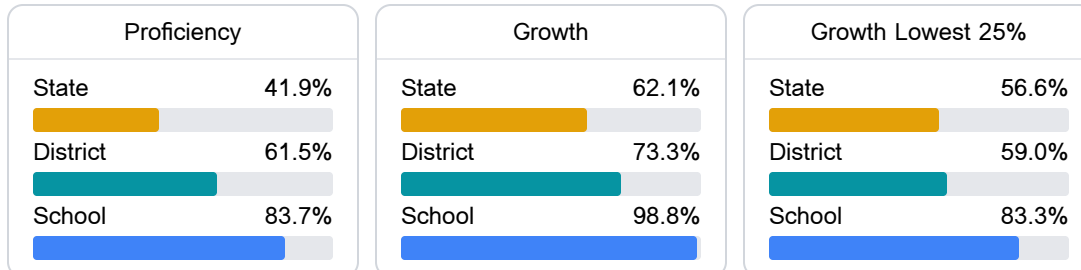 Proficiency
State 41.9%
District 61.5%
School 83.7%
Growth
State 62.1%
District 73.3%
School 98.8%
Growth Lowest 25%
State 56.6%
District 59.0%
School 83.3%